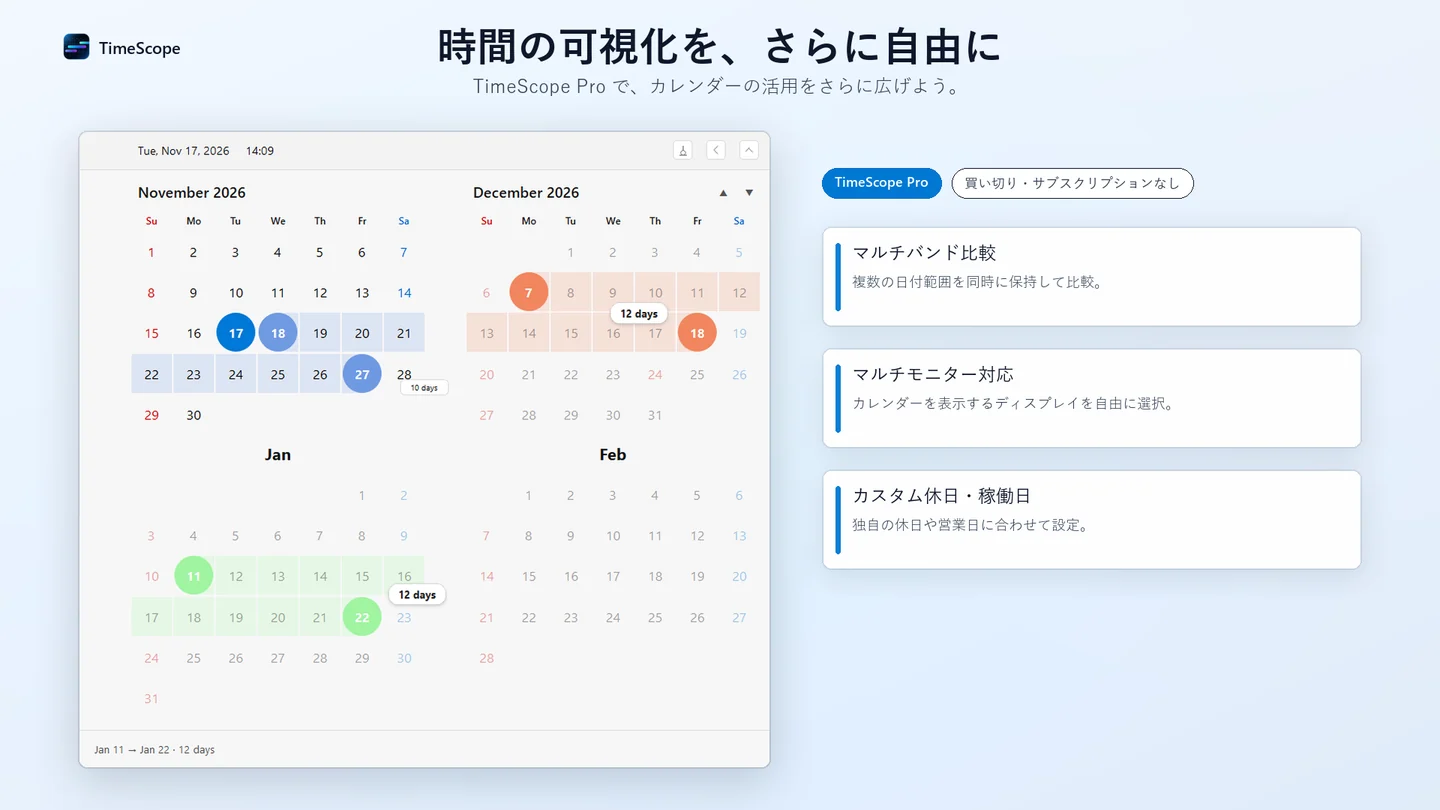 TimeScope
時間の可視化を、さらに自由に
TimeScope Pro で、カレンダーの活用をさらに広げよう。
Tue, Nov 17, 2026 14:09
November 2026
Su Mo Tu We Th Fr Sa
1 2 3 4 5 6 7
8 9 10 11 12 13 14
15 16 17 18 19 20 21
22 23 24 25 26 27 28
10 days
29 30
December 2026 ▲ ▼
Su Mo Tu We Th Fr Sa
1 2 3 4 5
6 7 8 9 10 11 12
12 days
13 14 15 16 17 18 19
20 21 22 23 24 25 26
27 28 29 30 31
Jan
1 2
3 4 5 6 7 8 9
10 11 12 13 14 15 16
12 days
17 18 19 20 21 22 23
24 25 26 27 28 29 30
31
Feb
1 2 3 4 5 6
7 8 9 10 11 12 13
14 15 16 17 18 19 20
21 22 23 24 25 26 27
28
Jan 11 → Jan 22 · 12 days
TimeScope Pro
買い切り・サブスクリプションなし
マルチバンド比較
複数の日付範囲を同時に保持して比較。
マルチモニター対応
カレンダーを表示するディスプレイを自由に選択。
カスタム休日・稼働日
独自の休日や営業日に合わせて設定。